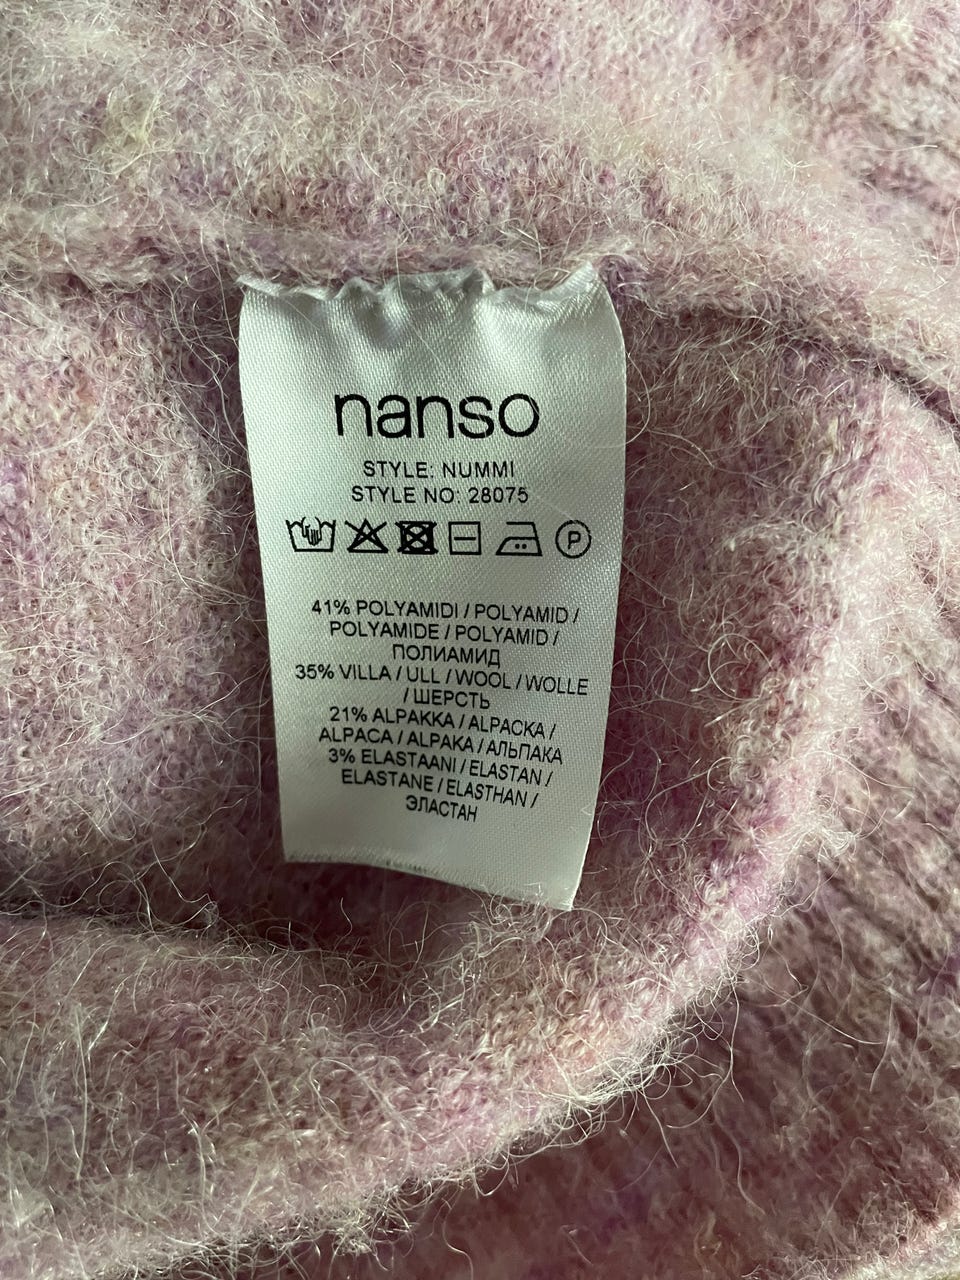 nanso
STYLE: NUMMI
STYLE NO: 28075
P
41% POLYAMIDI / POLYAMID /
POLYAMIDE / POLYAMID /
ПОЛИАМИД
35% VILLA / ULL / WOOL / WOLLE
/ ШЕРСТЬ
21% ALPAKKA / ALPACKA /
ALPACA / ALPAKA / АЛЬПАКА
3% ELASTAANI / ELASTAN /
ELASTANE / ELASTHAN /
ЭЛАСТАН